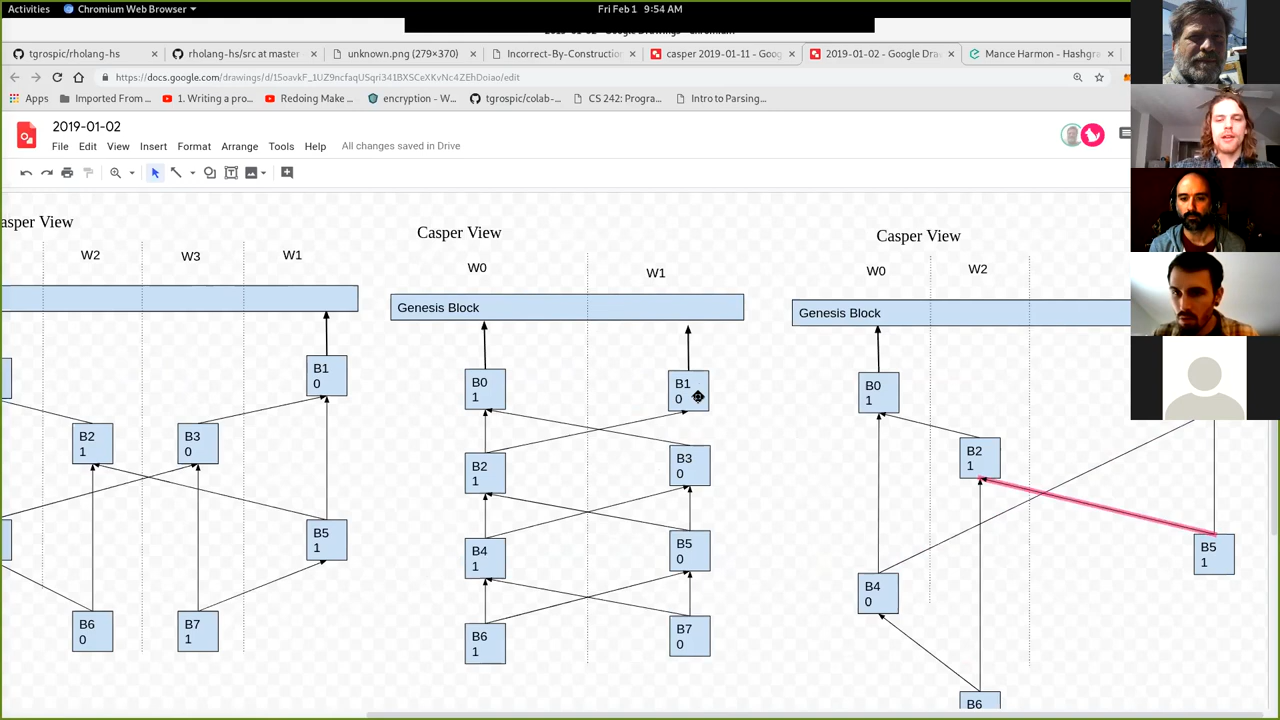 Activities Chromium Web Browser Fri Feb 1 9:54 AM
tgrospic/rholang-hs rholang-hs/src at master unknown.png (279×370) Incorrect-By-Construction casper 2019-01-11 - Goog 2019-01-02 - Google Dra Mance Harmon - Hashgra
https://docs.google.com/drawings/d/15oavkF_1UZ9ncfaqUSqri341BXSCeXKvNc4ZEhDoiao/edit
Apps Imported From ... 1. Writing a pro... Redoing Make ... encryption - W... tgrospic/colab-... CS 242: Progra... Intro to Parsing...
2019-01-02
File Edit View Insert Format Arrange Tools Help All changes saved in Drive
asper View
W2 W3 W1
B1
0
B2
1
B3
0
B5
1
B6
0
B7
1
Casper View
W0 W1
Genesis Block
B0
1
B1
0
B2
1
B3
0
B4
1
B5
0
B6
1
B7
0
Casper View
W0 W2
Genesis Block
B0
1
B2
1
B5
1
B4
0
B6